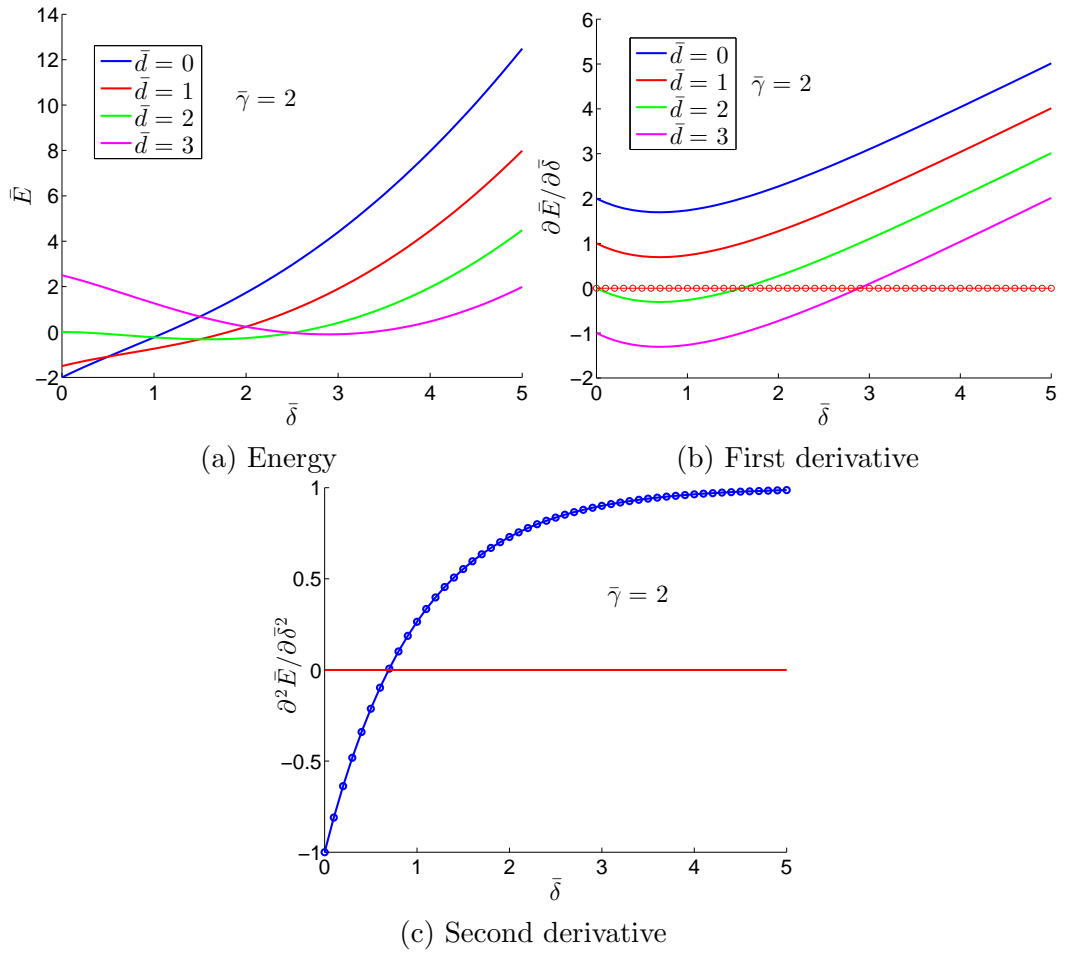 14
12
10
8
6
4
2
0
−2
0 1 2 3 4 5
Ē
δ̄
d̄ = 0
d̄ = 1
d̄ = 2
d̄ = 3
γ̄ = 2
(a) Energy
6
5
4
3
2
1
0
−1
−2
0 1 2 3 4 5
∂Ē/∂δ̄
δ̄
d̄ = 0
d̄ = 1
d̄ = 2
d̄ = 3
γ̄ = 2
(b) First derivative
1
0.5
0
−0.5
−1
0 1 2 3 4 5
∂²Ē/∂δ̄²
δ̄
γ̄ = 2
(c) Second derivative